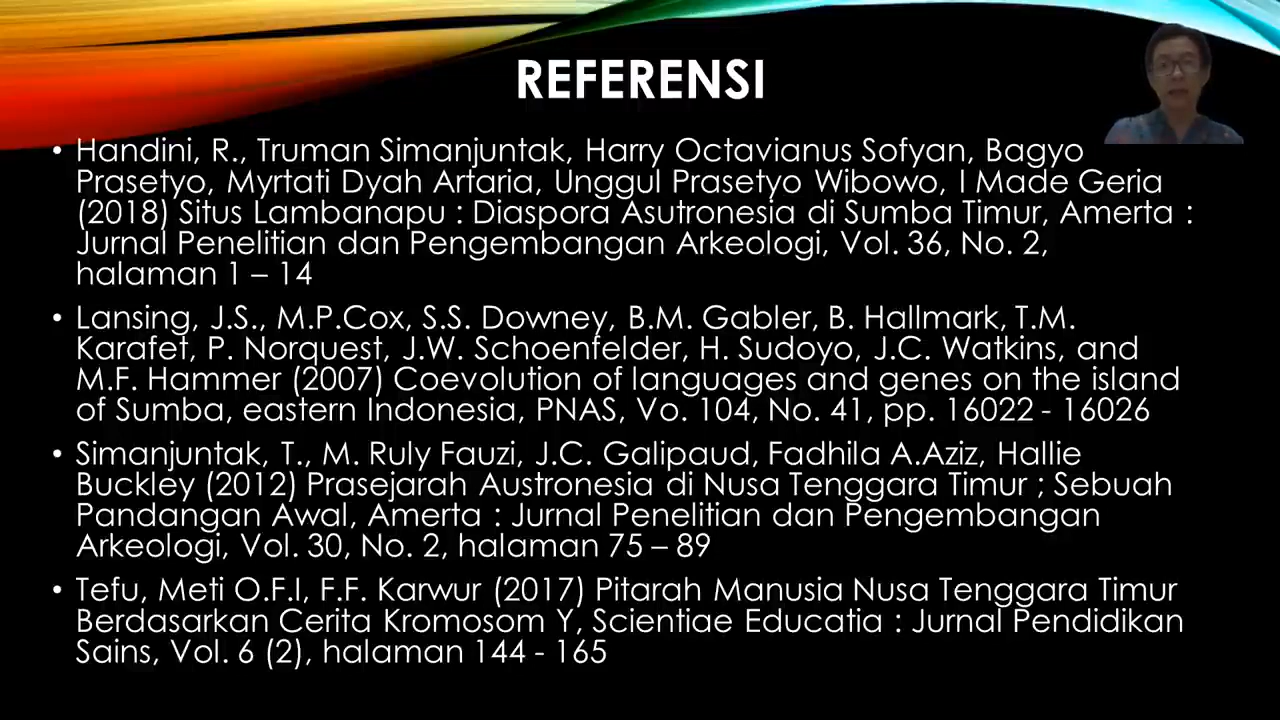 REFERENSI
• Handini, R., Truman Simanjuntak, Harry Octavianus Sofyan, Bagyo
Prasetyo, Myrtati Dyah Artaria, Unggul Prasetyo Wibowo, I Made Geria
(2018) Situs Lambanapu : Diaspora Asutronesia di Sumba Timur, Amerta :
Jurnal Penelitian dan Pengembangan Arkeologi, Vol. 36, No. 2,
halaman 1 – 14
• Lansing, J.S., M.P.Cox, S.S. Downey, B.M. Gabler, B. Hallmark, T.M.
Karafet, P. Norquest, J.W. Schoenfelder, H. Sudoyo, J.C. Watkins, and
M.F. Hammer (2007) Coevolution of languages and genes on the island
of Sumba, eastern Indonesia, PNAS, Vo. 104, No. 41, pp. 16022 - 16026
• Simanjuntak, T., M. Ruly Fauzi, J.C. Galipaud, Fadhila A.Aziz, Hallie
Buckley (2012) Prasejarah Austronesia di Nusa Tenggara Timur ; Sebuah
Pandangan Awal, Amerta : Jurnal Penelitian dan Pengembangan
Arkeologi, Vol. 30, No. 2, halaman 75 – 89
• Tefu, Meti O.F.I, F.F. Karwur (2017) Pitarah Manusia Nusa Tenggara Timur
Berdasarkan Cerita Kromosom Y, Scientiae Educatia : Jurnal Pendidikan
Sains, Vol. 6 (2), halaman 144 - 165